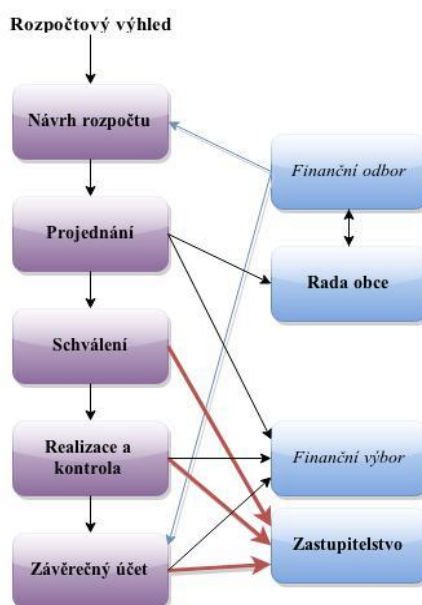 Rozpočtový výhled
Návrh rozpočtu
Finanční odbor
Projednání
Rada obce
Schválení
Realizace a
kontrola
Finanční výbor
Závěrečný účet
Zastupitelstvo